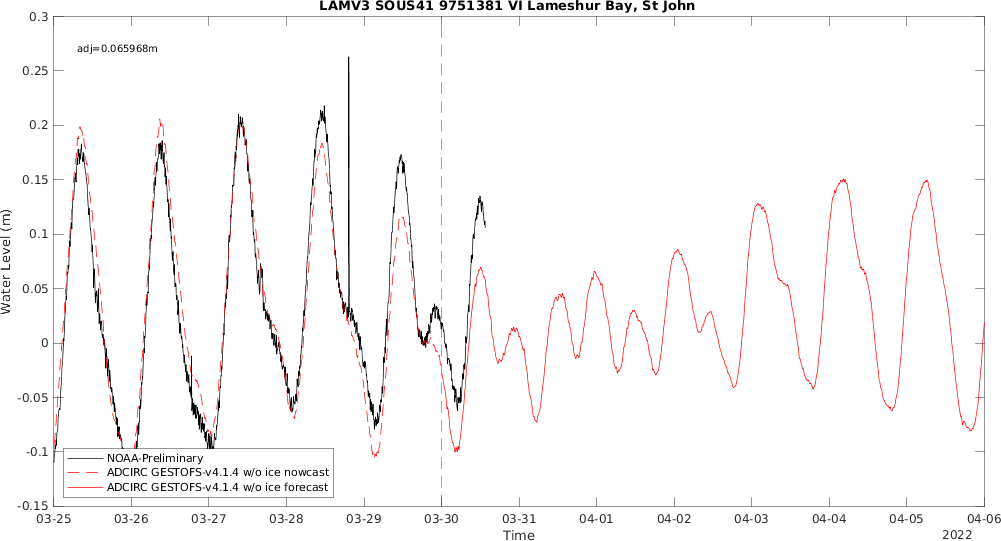 LAMV3 SOUS41 9751381 VI Lameshur Bay, St John
adj=0.065968m
0.3
0.25
0.2
0.15
0.1
0.05
0
-0.05
-0.1
-0.15
Water Level (m)
NOAA-Preliminary
ADCIRC GESTOFS-v4.1.4 w/o ice nowcast
ADCIRC GESTOFS-v4.1.4 w/o ice forecast
03-25 03-26 03-27 03-28 03-29 03-30 03-31 04-01 04-02 04-03 04-04 04-05 04-06
Time
2022